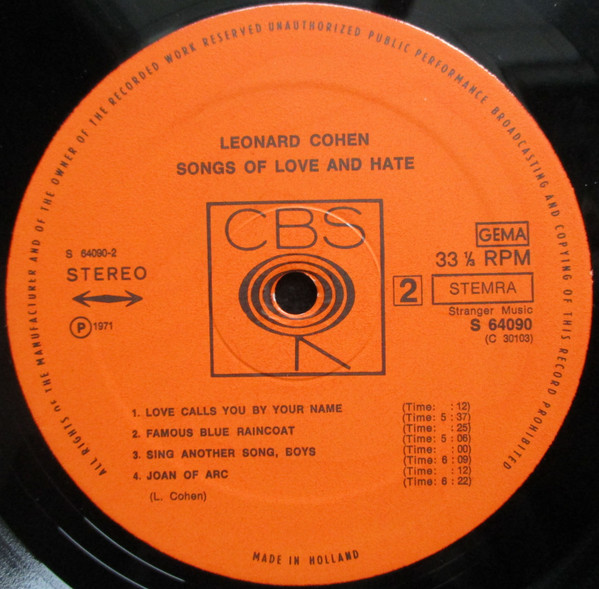 ALL RIGHTS OF THE MANUFACTURER AND OF THE OWNER OF THE RECORDED WORK RESERVED UNAUTHORIZED PUBLIC PERFORMANCE BROADCASTING AND COPYING OF THIS RECORD PROHIBITED
LEONARD COHEN
SONGS OF LOVE AND HATE
CBS
S 64090-2
STEREO
P 1971
GEMA
33 ⅓ RPM
2 STEMRA
Stranger Music
S 64090
(C 30103)
1. LOVE CALLS YOU BY YOUR NAME (Time: :12)
(Time: 5 : 37)
2. FAMOUS BLUE RAINCOAT (Time: :25)
(Time: 5 : 06)
3. SING ANOTHER SONG, BOYS (Time: :00)
(Time: 6 : 09)
4. JOAN OF ARC (Time: :12)
(Time: 6 : 22)
(L. Cohen)
MADE IN HOLLAND